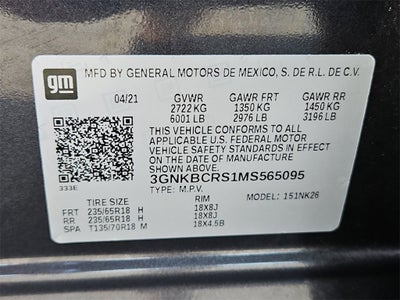 gm
MFD BY GENERAL MOTORS DE MEXICO, S. DE R.L. DE C.V.
04/21 GVWR GAWR FRT GAWR RR
2722 KG 1350 KG 1450 KG
6001 LB 2976 LB 3196 LB
THIS VEHICLE CONFORMS TO ALL
APPLICABLE U.S. FEDERAL MOTOR
VEHICLE SAFETY AND THEFT PREVENTION
STANDARDS IN EFFECT ON THE DATE OF
MANUFACTURE SHOWN ABOVE.
3GNKBCRS1MS565095
333E TYPE: M.P.V. MODEL: 151NK26
TIRE SIZE RIM
FRT 235/65R18 H 18X8J
RR 235/65R18 H 18X8J
SPA T135/70R18 M 18X4.5B